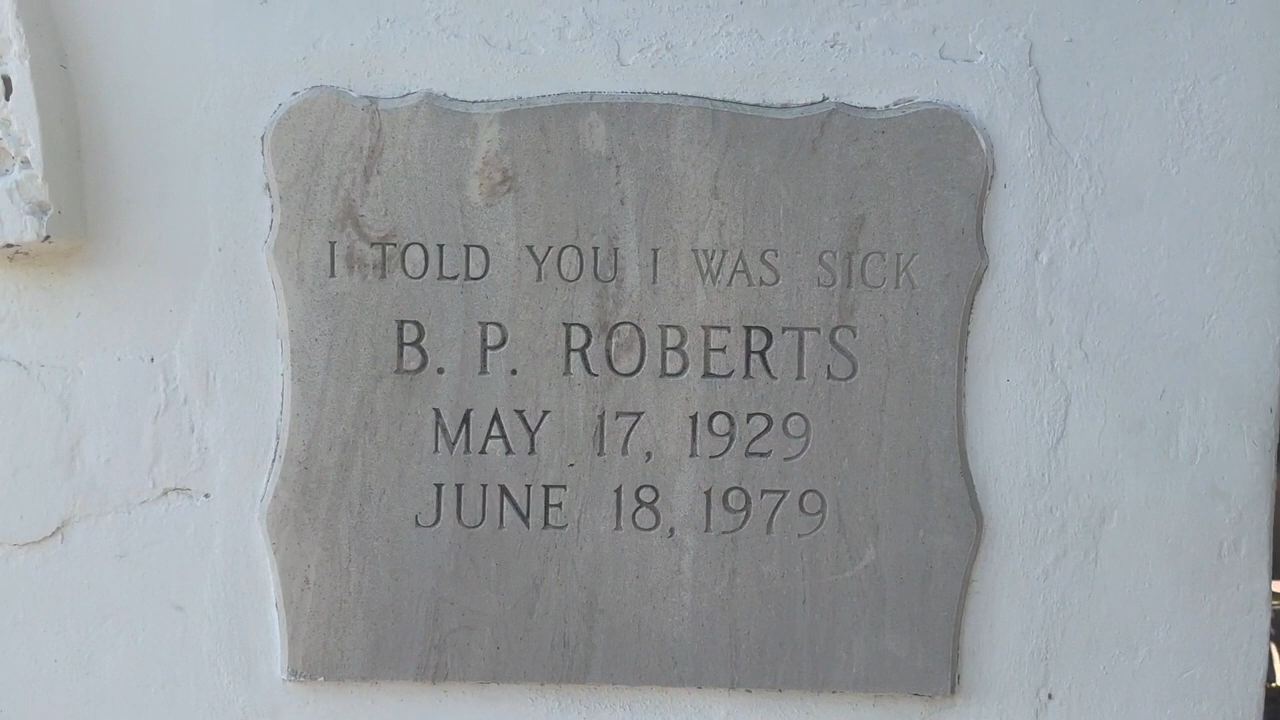 I TOLD YOU I WAS SICK
B. P. ROBERTS
MAY 17, 1929
JUNE 18, 1979